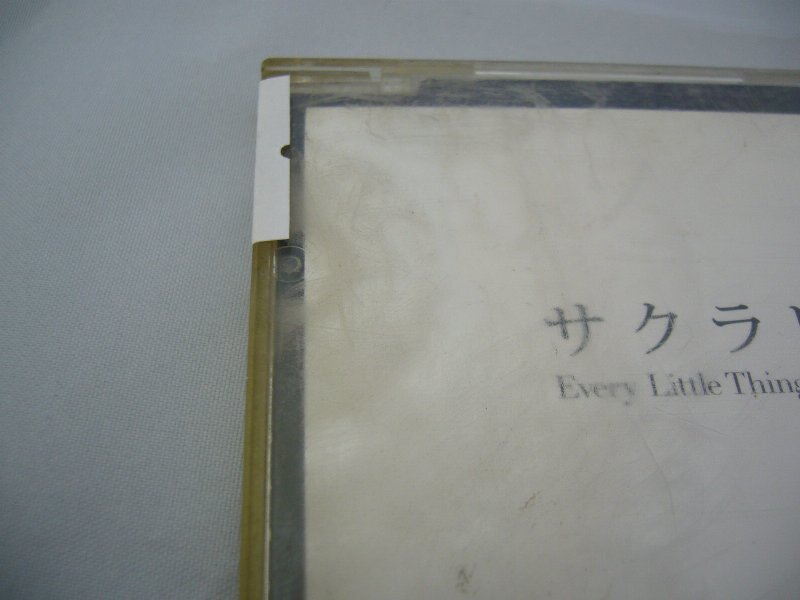 サクラ
Every Little Thing